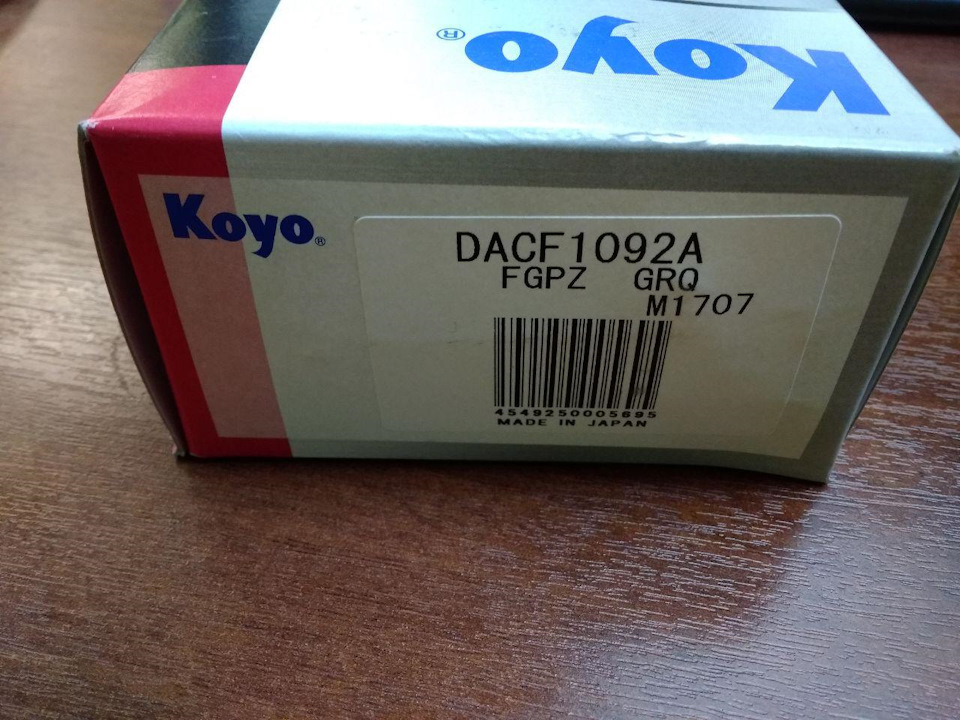 Koyo®
Koyo®
DACF1092A
FGPZ GRQ
M1707
4549250005695
MADE IN JAPAN